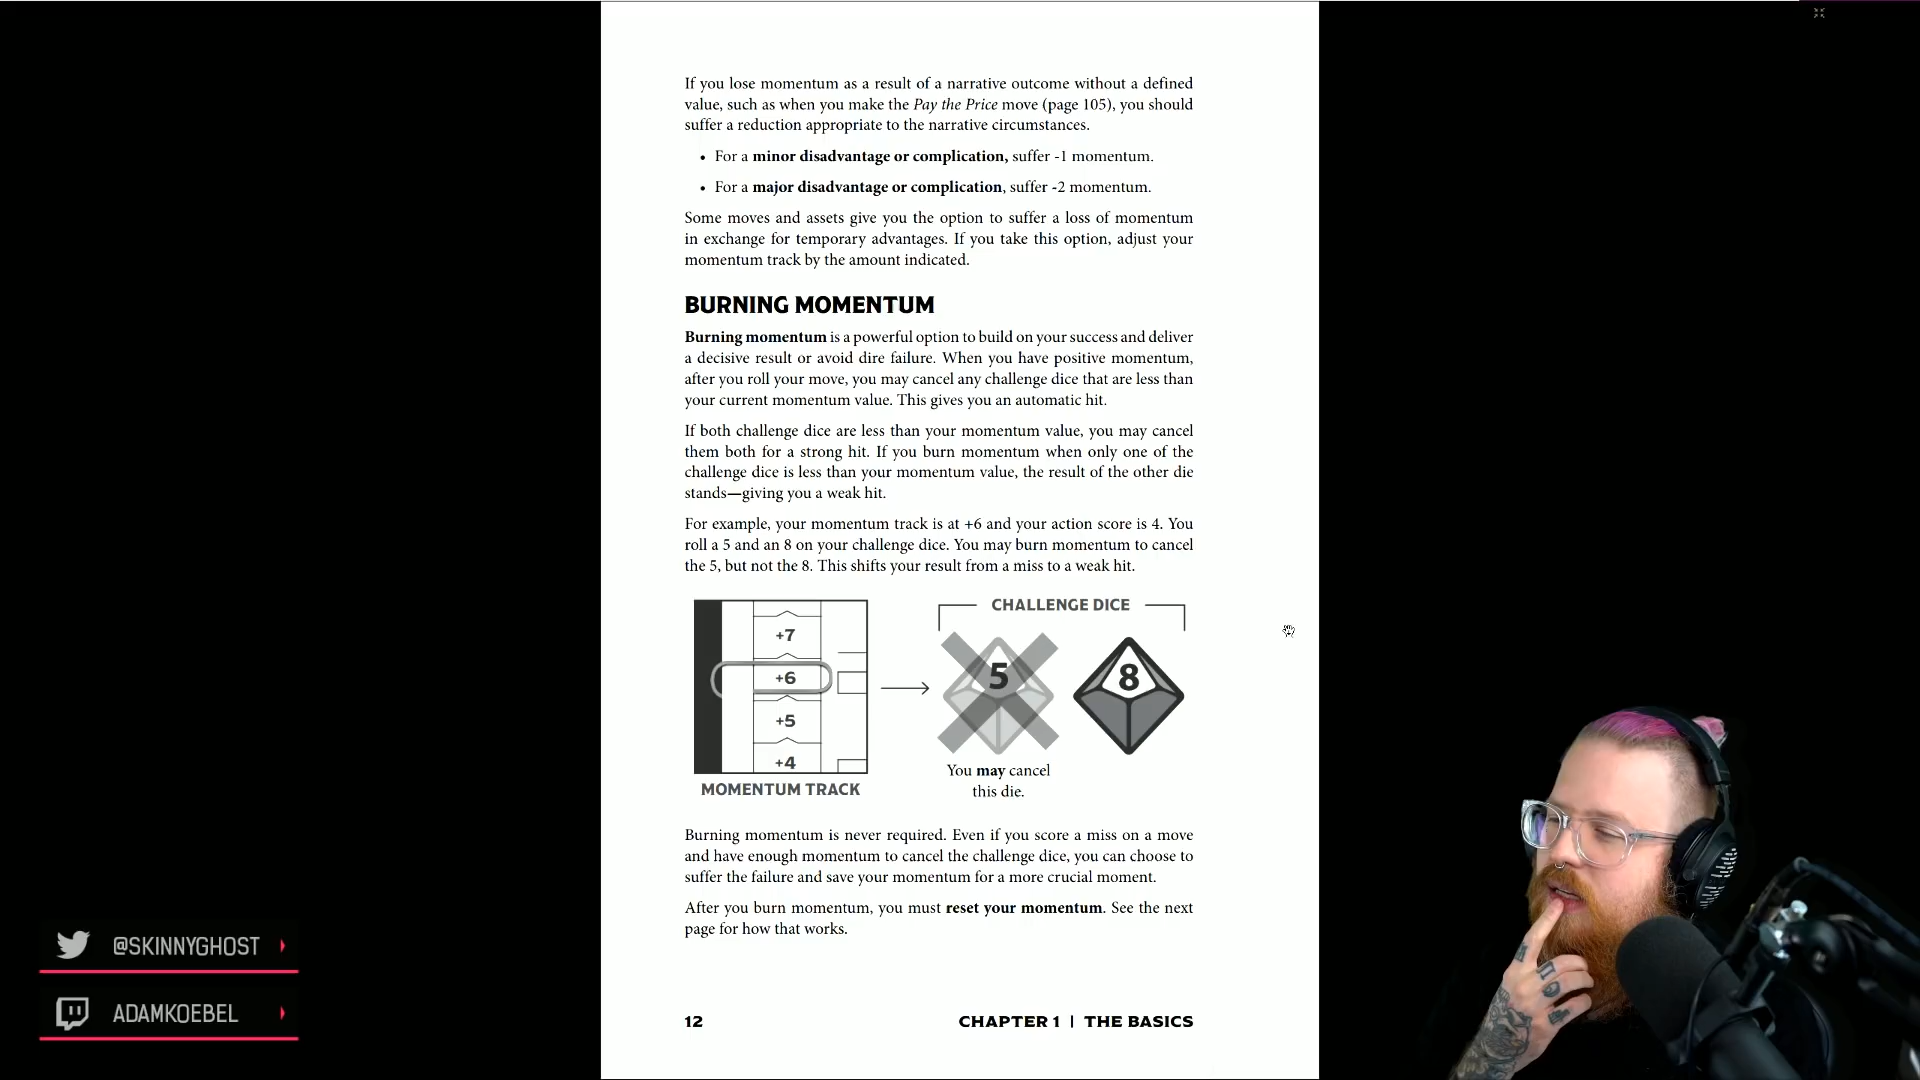 If you lose momentum as a result of a narrative outcome without a defined
value, such as when you make the Pay the Price move (page 105), you should
suffer a reduction appropriate to the narrative circumstances.
• For a minor disadvantage or complication, suffer -1 momentum.
• For a major disadvantage or complication, suffer -2 momentum.
Some moves and assets give you the option to suffer a loss of momentum
in exchange for temporary advantages. If you take this option, adjust your
momentum track by the amount indicated.
BURNING MOMENTUM
Burning momentum is a powerful option to build on your success and deliver
a decisive result or avoid dire failure. When you have positive momentum,
after you roll your move, you may cancel any challenge dice that are less than
your current momentum value. This gives you an automatic hit.
If both challenge dice are less than your momentum value, you may cancel
them both for a strong hit. If you burn momentum when only one of the
challenge dice is less than your momentum value, the result of the other die
stands—giving you a weak hit.
For example, your momentum track is at +6 and your action score is 4. You
roll a 5 and an 8 on your challenge dice. You may burn momentum to cancel
the 5, but not the 8. This shifts your result from a miss to a weak hit.
+7
+6
+5
+4
MOMENTUM TRACK
CHALLENGE DICE
5
8
You may cancel
this die.
Burning momentum is never required. Even if you score a miss on a move
and have enough momentum to cancel the challenge dice, you can choose to
suffer the failure and save your momentum for a more crucial moment.
After you burn momentum, you must reset your momentum. See the next
page for how that works.
12
CHAPTER 1 | THE BASICS
@SKINNYGHOST
ADAMKOEBEL